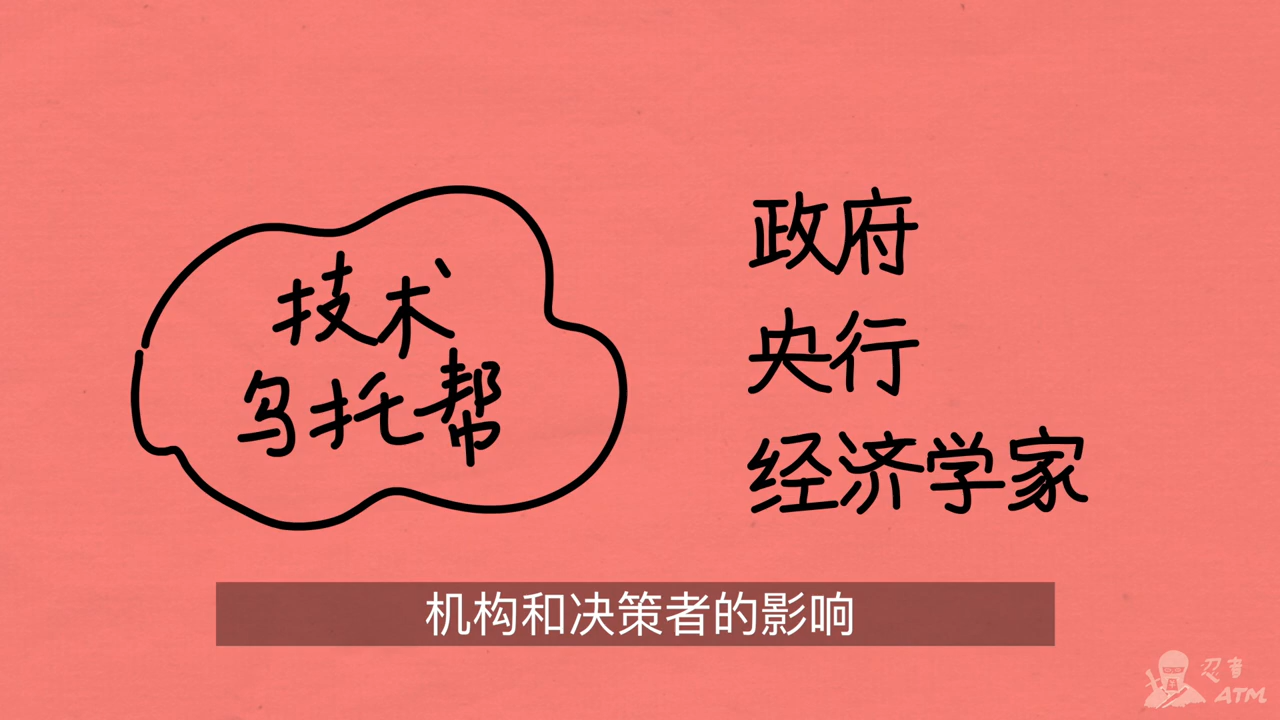 技术
乌托帮
政府
央行
经济学家
机构和决策者的影响
忍者
ATM